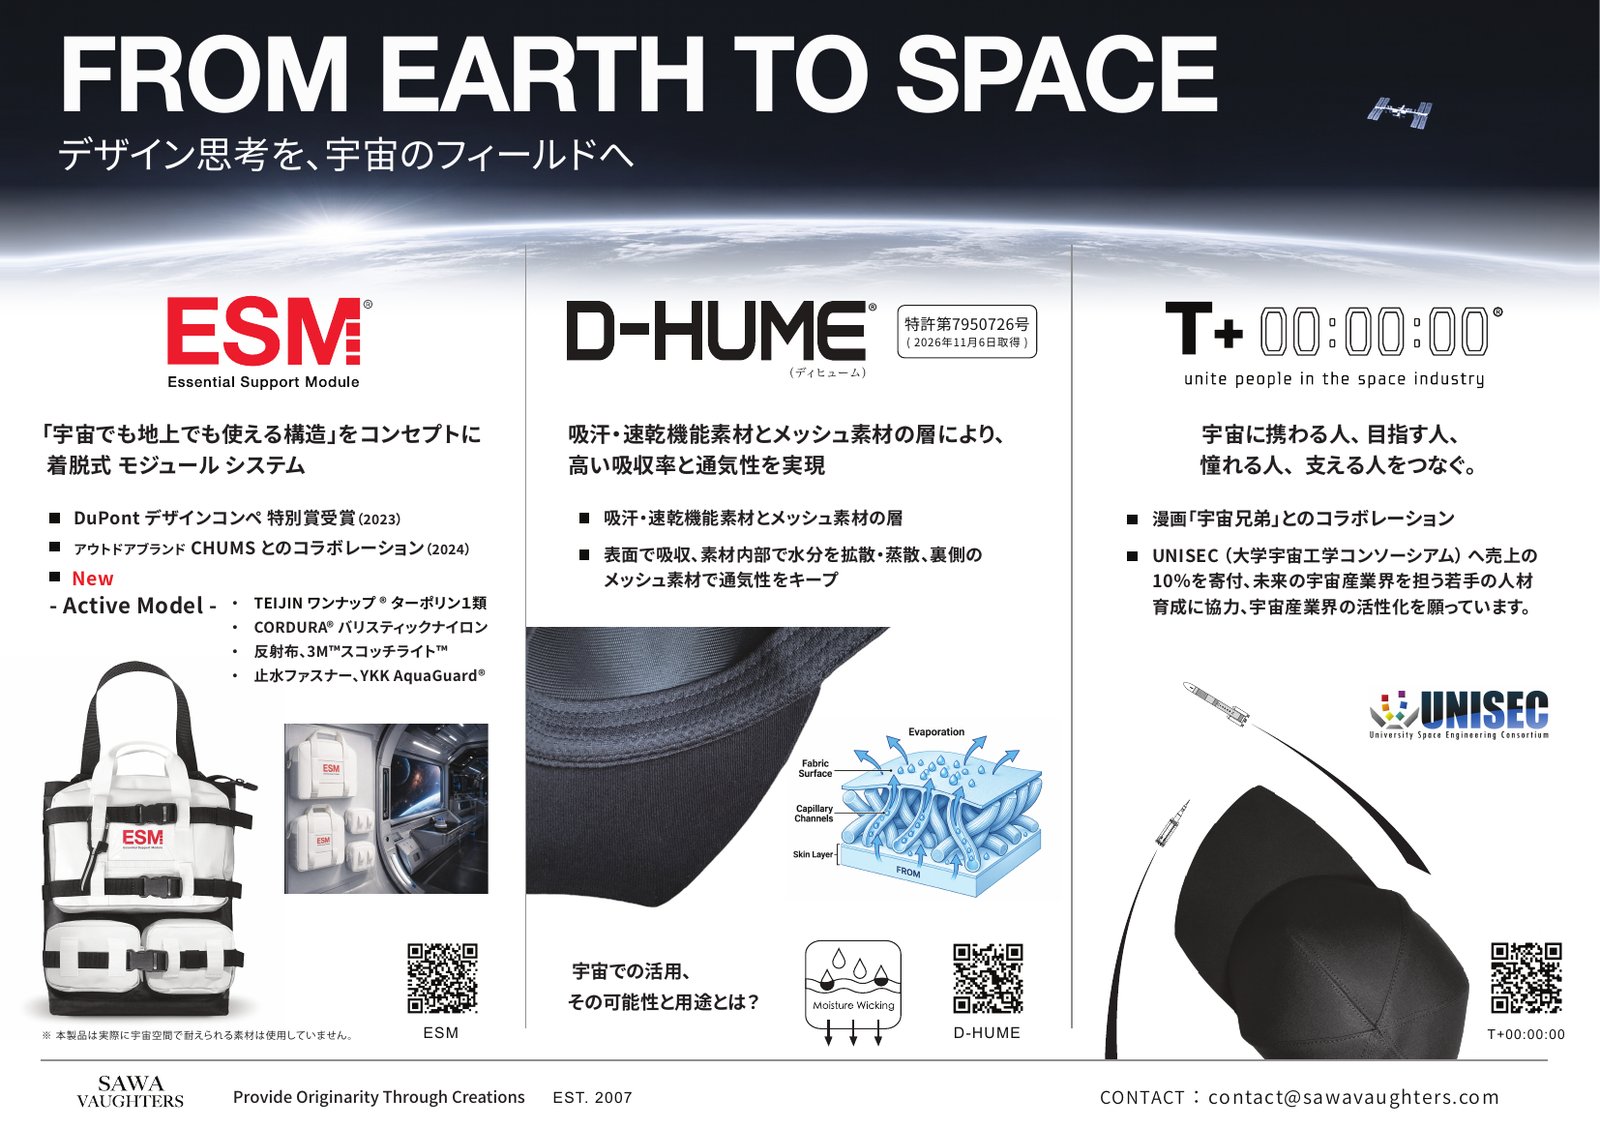 FROM EARTH TO SPACE
デザイン思考を、宇宙のフィールドへ
ESM®
Essential Support Module
「宇宙でも地上でも使える構造」をコンセプトに
着脱式 モジュール システム
■ DuPont デザインコンペ 特別賞受賞（2023）
■ アウトドアブランド CHUMS とのコラボレーション（2024）
■ New
- Active Model -
・ TEIJIN ワンナップ® ターポリン1類
・ CORDURA® バリスティックナイロン
・ 反射布、3M™スコッチライト™
・ 止水ファスナー、YKK AquaGuard®
ESM
Essential Support Module
ESM
ESM
ESM
※ 本製品は実際に宇宙空間で耐えられる素材は使用していません。
D-HUME®
（ディヒューム）
特許第7950726号
( 2026年11月6日取得 )
吸汗・速乾機能素材とメッシュ素材の層により、
高い吸収率と通気性を実現
■ 吸汗・速乾機能素材とメッシュ素材の層
■ 表面で吸収、素材内部で水分を拡散・蒸散、裏側の
メッシュ素材で通気性をキープ
Evaporation
Fabric
Surface
Capillary
Channels
Skin Layer
FROM
宇宙での活用、
その可能性と用途とは？
Moisture Wicking
D-HUME
T+ 00:00:00®
unite people in the space industry
宇宙に携わる人、目指す人、
憧れる人、支える人をつなぐ。
■ 漫画「宇宙兄弟」とのコラボレーション
■ UNISEC（大学宇宙工学コンソーシアム）へ売上の
10％を寄付、未来の宇宙産業界を担う若手の人材
育成に協力、宇宙産業界の活性化を願っています。
UNISEC
University Space Engineering Consortium
T+00:00:00
SAWA
VAUGHTERS
Provide Originarity Through Creations
EST. 2007
CONTACT：contact@sawavaughters.com